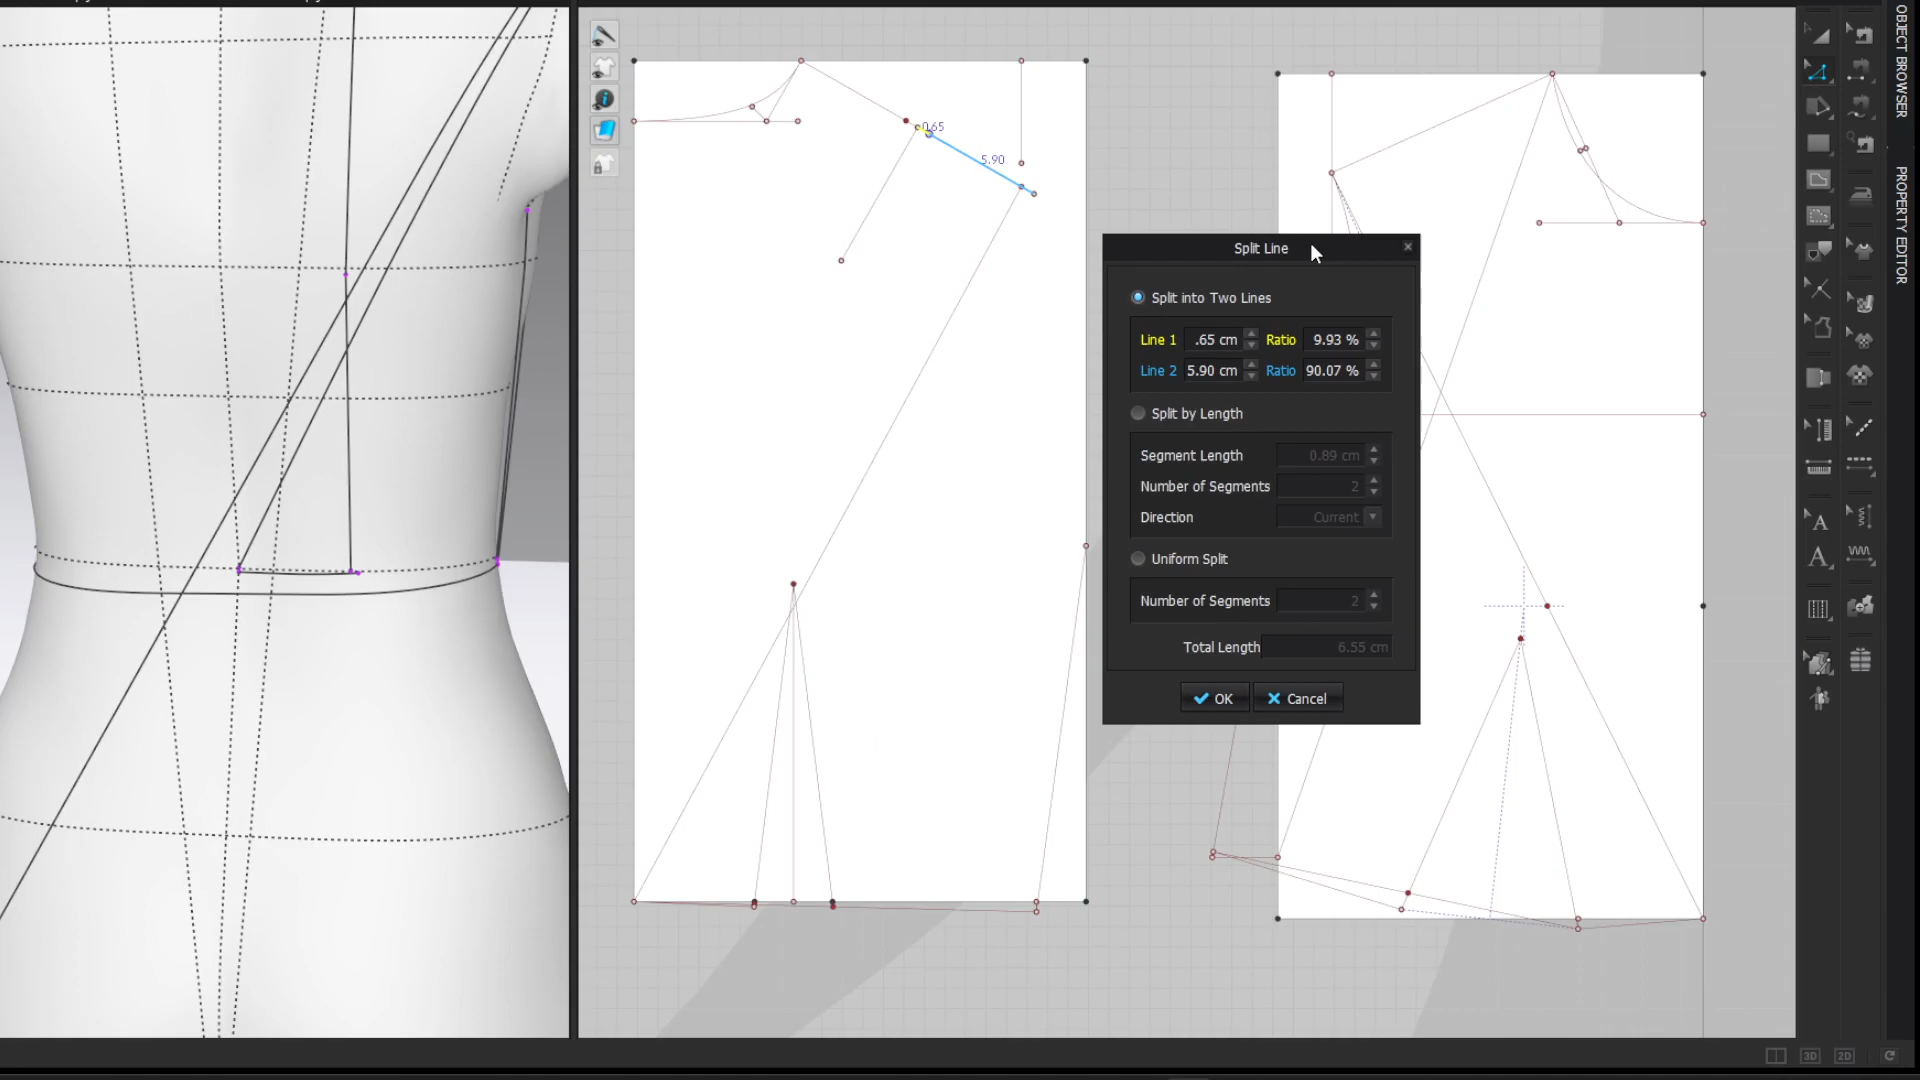 OBJECT BROWSER
PROPERTY EDITOR
0.65
5.90
Split Line
Split into Two Lines
Line 1 .65 cm Ratio 9.93 %
Line 2 5.90 cm Ratio 90.07 %
Split by Length
Segment Length 0.89 cm
Number of Segments 2
Direction Current
Uniform Split
Number of Segments 2
Total Length 6.55 cm
OK Cancel
A
A
3D 2D